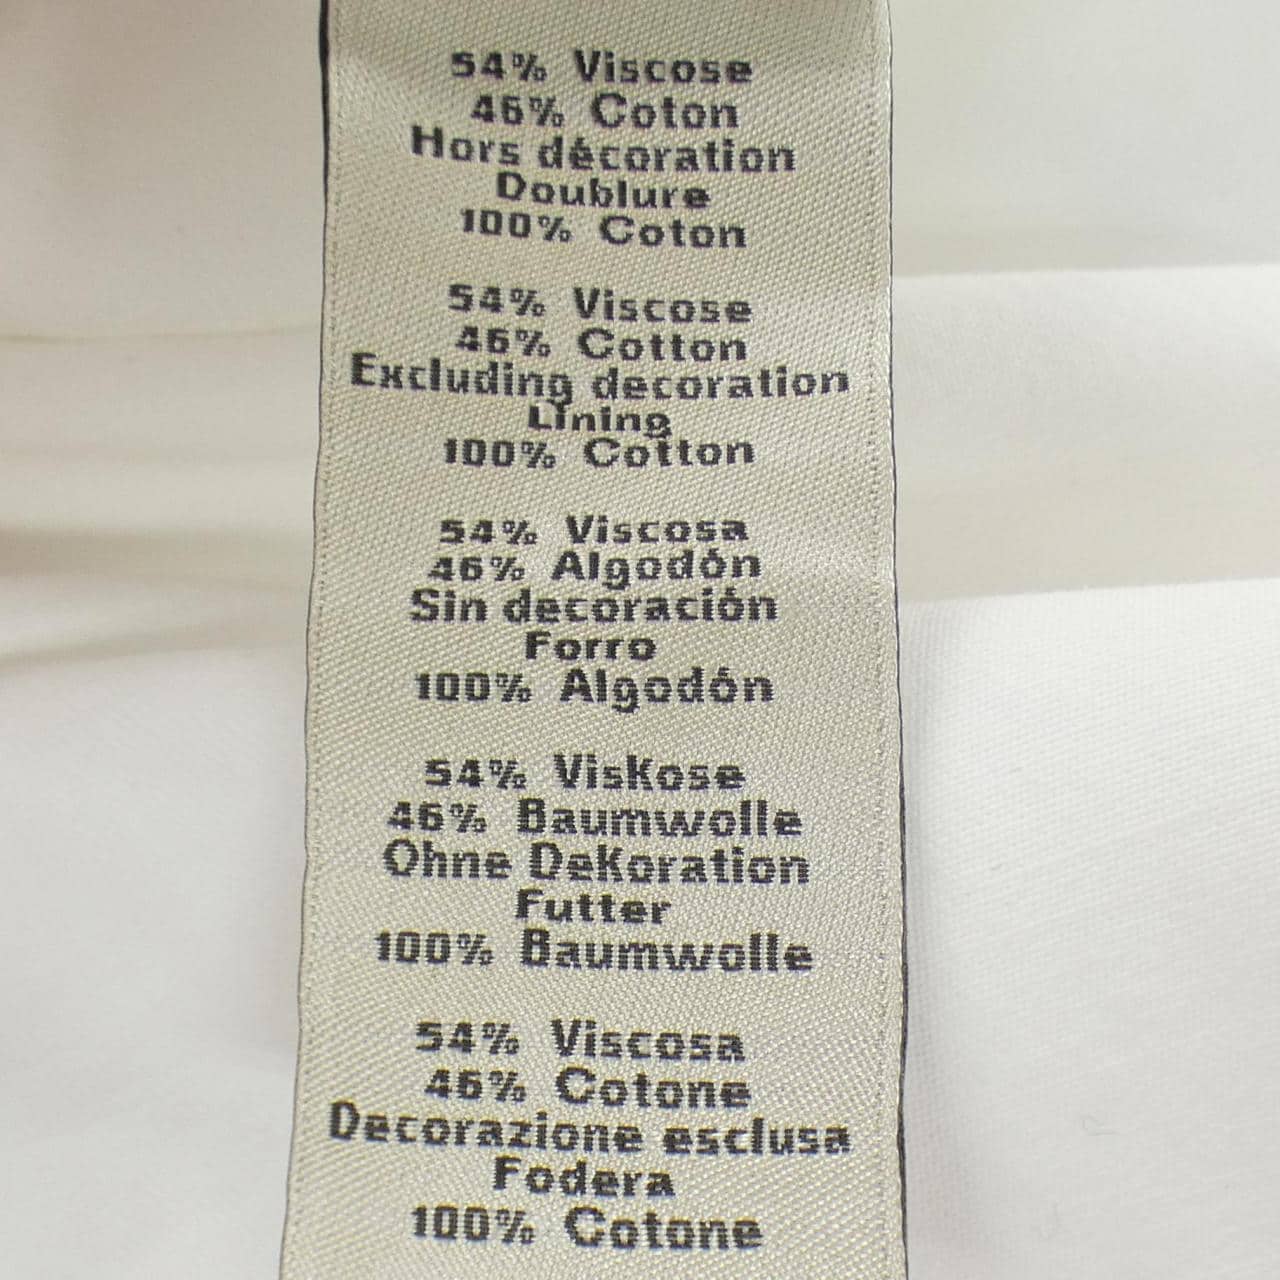 54% Viscose
46% Coton
Hors décoration
Doublure
100% Coton
54% Viscose
46% Cotton
Excluding decoration
Lining
100% Cotton
54% Viscosa
46% Algodón
Sin decoración
Forro
100% Algodón
54% Viskose
46% Baumwolle
Ohne Dekoration
Futter
100% Baumwolle
54% Viscosa
46% Cotone
Decorazione esclusa
Fodera
100% Cotone